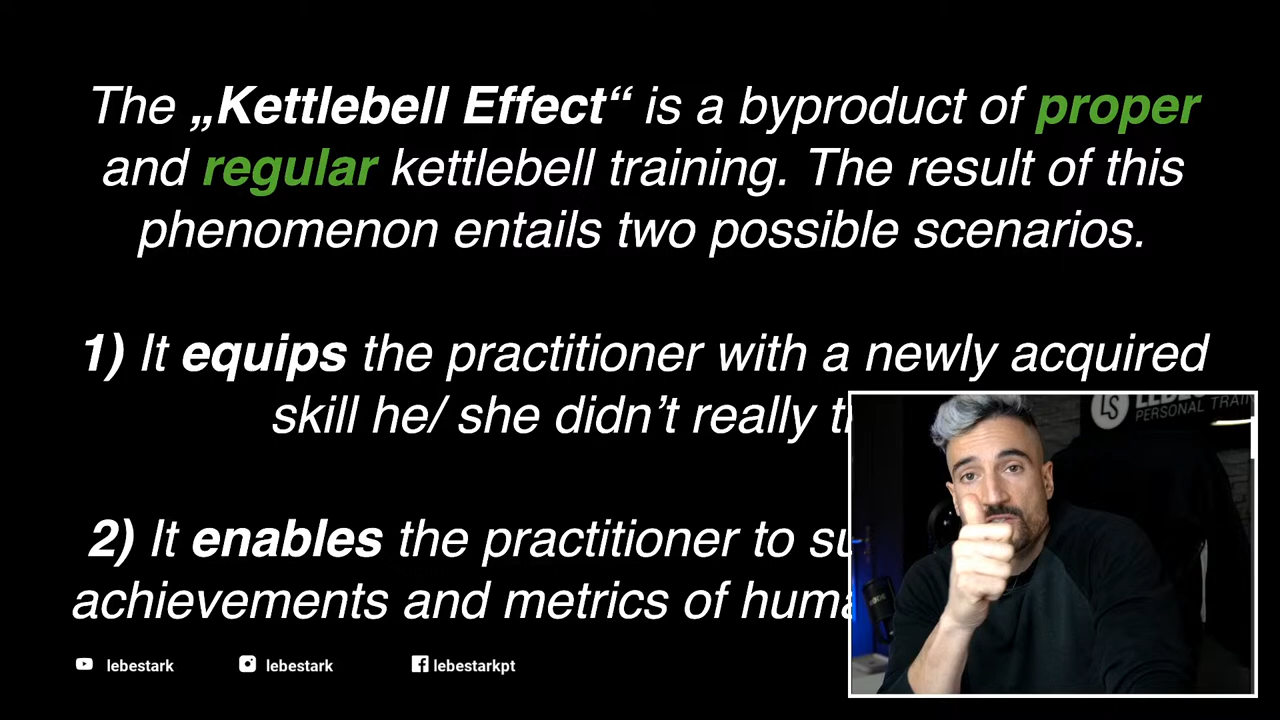 The „Kettlebell Effect“ is a byproduct of proper
and regular kettlebell training. The result of this
phenomenon entails two possible scenarios.
1) It equips the practitioner with a newly acquired
skill he/ she didn’t really
2) It enables the practitioner to
achievements and metrics of
LS
PERSONAL
lebestark lebestark lebestarkpt